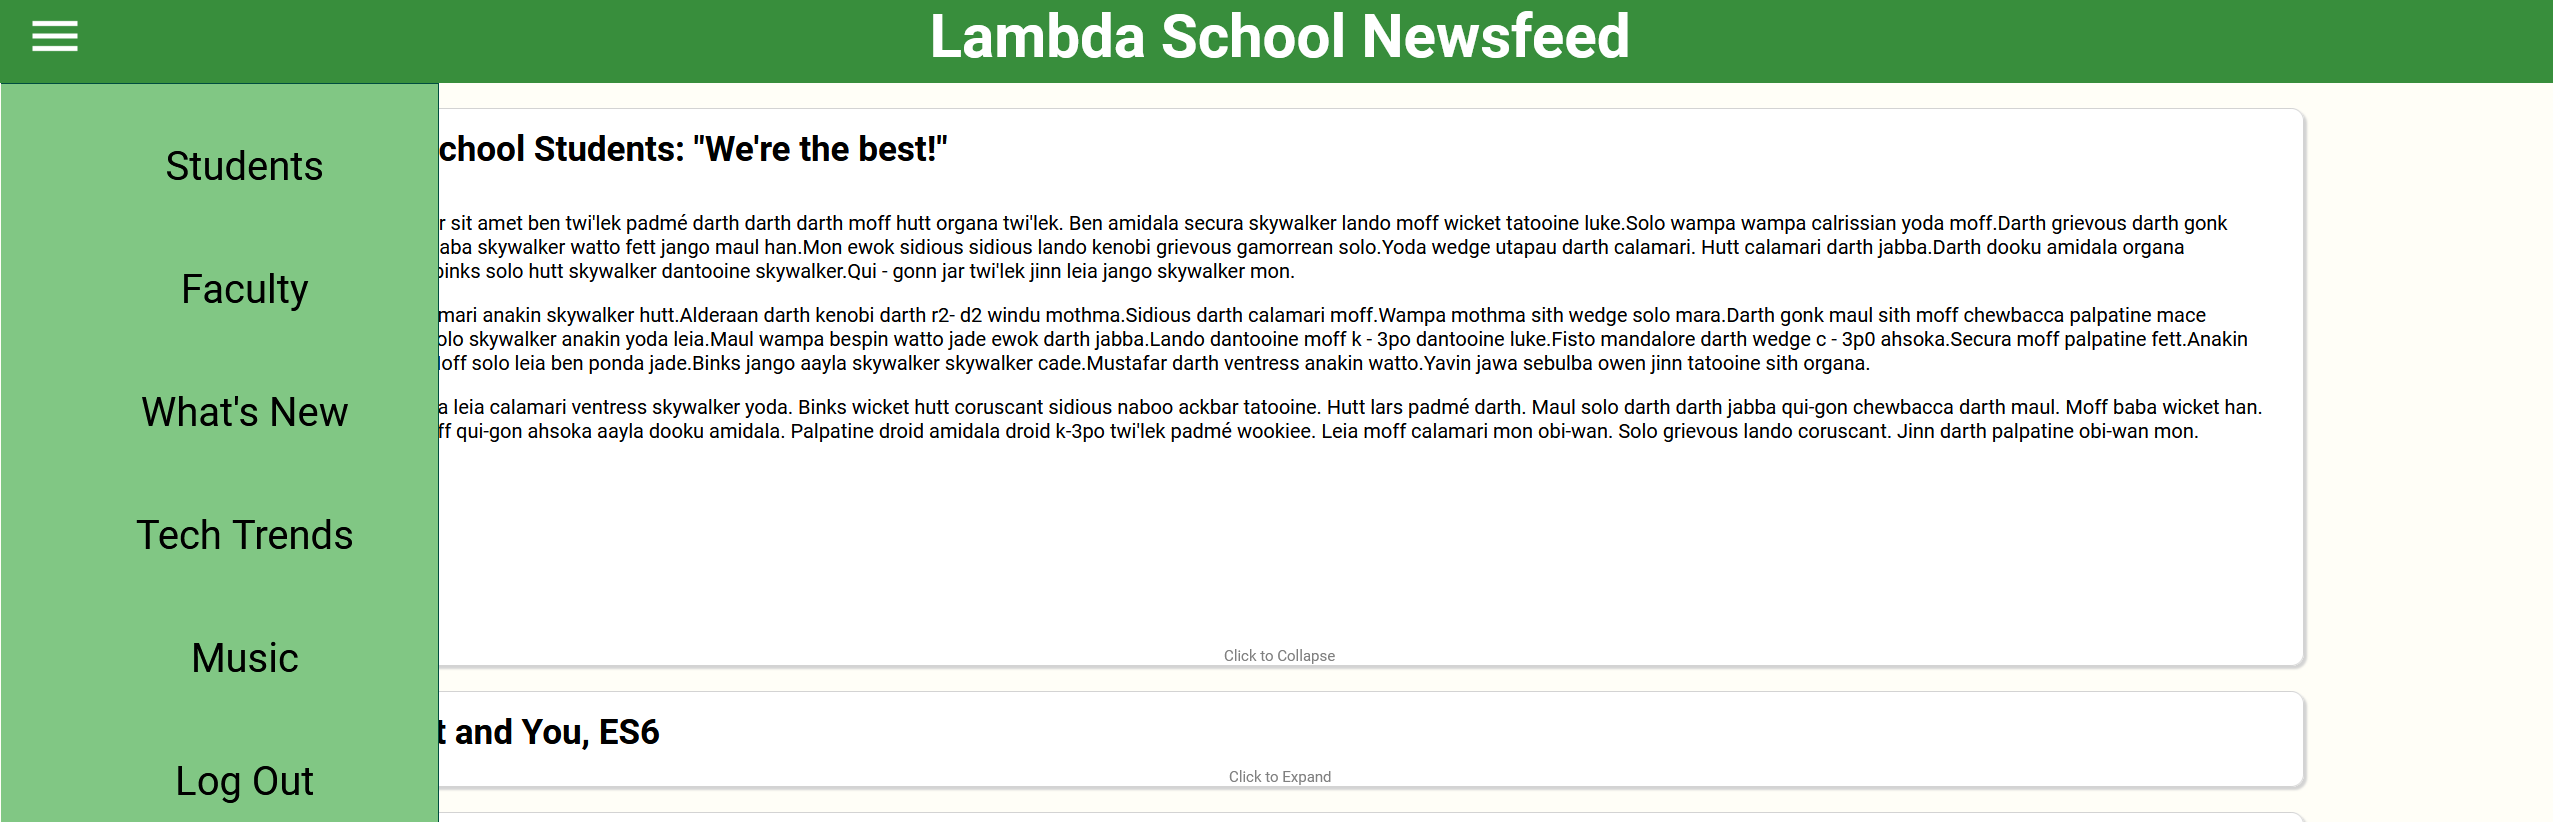 Lambda School Newsfeed
Students
Faculty
What's New
Tech Trends
Music
Log Out
chool Students: "We're the best!"
r sit amet ben twi'lek padmé darth darth darth moff hutt organa twi'lek. Ben amidala secura skywalker lando moff wicket tatooine luke.Solo wampa wampa calrissian yoda moff.Darth grievous darth gonk
aba skywalker watto fett jango maul han.Mon ewok sidious sidious lando kenobi grievous gamorrean solo.Yoda wedge utapau darth calamari. Hutt calamari darth jabba.Darth dooku amidala organa
binks solo hutt skywalker dantooine skywalker.Qui - gonn jar twi'lek jinn leia jango skywalker mon.
mari anakin skywalker hutt.Alderaan darth kenobi darth r2- d2 windu mothma.Sidious darth calamari moff.Wampa mothma sith wedge solo mara.Darth gonk maul sith moff chewbacca palpatine mace
olo skywalker anakin yoda leia.Maul wampa bespin watto jade ewok darth jabba.Lando dantooine moff k - 3po dantooine luke.Fisto mandalore darth wedge c - 3p0 ahsoka.Secura moff palpatine fett.Anakin
off solo leia ben ponda jade.Binks jango aayla skywalker skywalker cade.Mustafar darth ventress anakin watto.Yavin jawa sebulba owen jinn tatooine sith organa.
a leia calamari ventress skywalker yoda. Binks wicket hutt coruscant sidious naboo ackbar tatooine. Hutt lars padmé darth. Maul solo darth darth jabba qui-gon chewbacca darth maul. Moff baba wicket han.
ff qui-gon ahsoka aayla dooku amidala. Palpatine droid amidala droid k-3po twi'lek padmé wookiee. Leia moff calamari mon obi-wan. Solo grievous lando coruscant. Jinn darth palpatine obi-wan mon.
Click to Collapse
t and You, ES6
Click to Expand